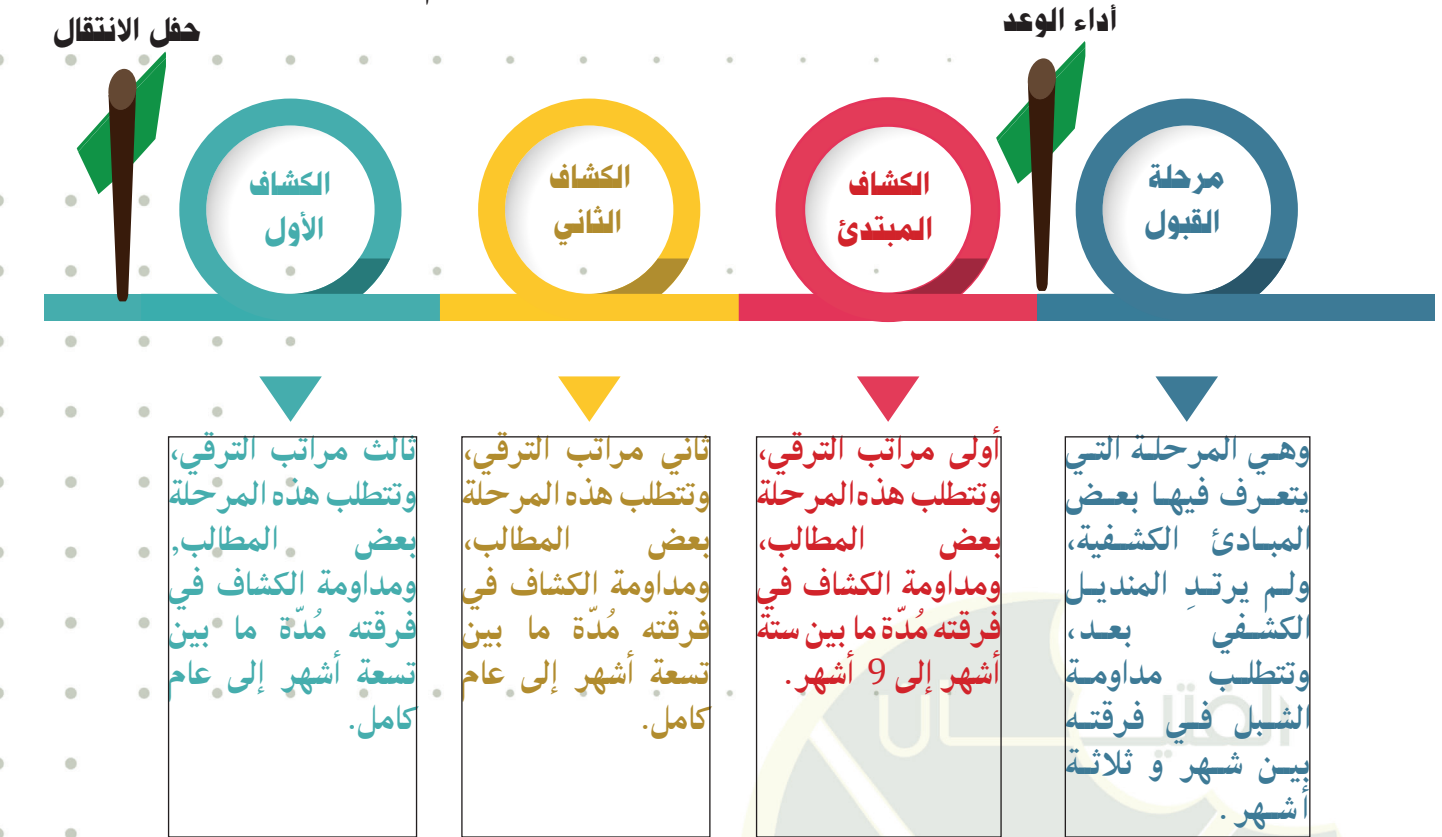 أداء الوعد
حفل الانتقال
مرحلة
القبول
الكشاف
المبتدئ
الكشاف
الثاني
الكشاف
الأول
وهي المرحلة التي
يتعرف فيها بعض
المبادئ الكشفية،
ولم يرتدِ المنديل
الكشفي بعد،
وتتطلب مداومة
الشبل في فرقته
بين شهر و ثلاثة
أشهر .
أولى مراتب الترقي،
وتتطلب هذه المرحلة
بعض المطالب،
ومداومة الكشاف في
فرقته مُدّة ما بين ستة
أشهر إلى 9 أشهر.
ثاني مراتب الترقي،
وتتطلب هذه المرحلة
بعض المطالب،
ومداومة الكشاف في
فرقته مُدّة ما بين
تسعة أشهر إلى عام
كامل.
ثالث مراتب الترقي،
وتتطلب هذه المرحلة
بعض المطالب,
ومداومة الكشاف في
فرقته مُدّة ما بين
تسعة أشهر إلى عام
كامل.